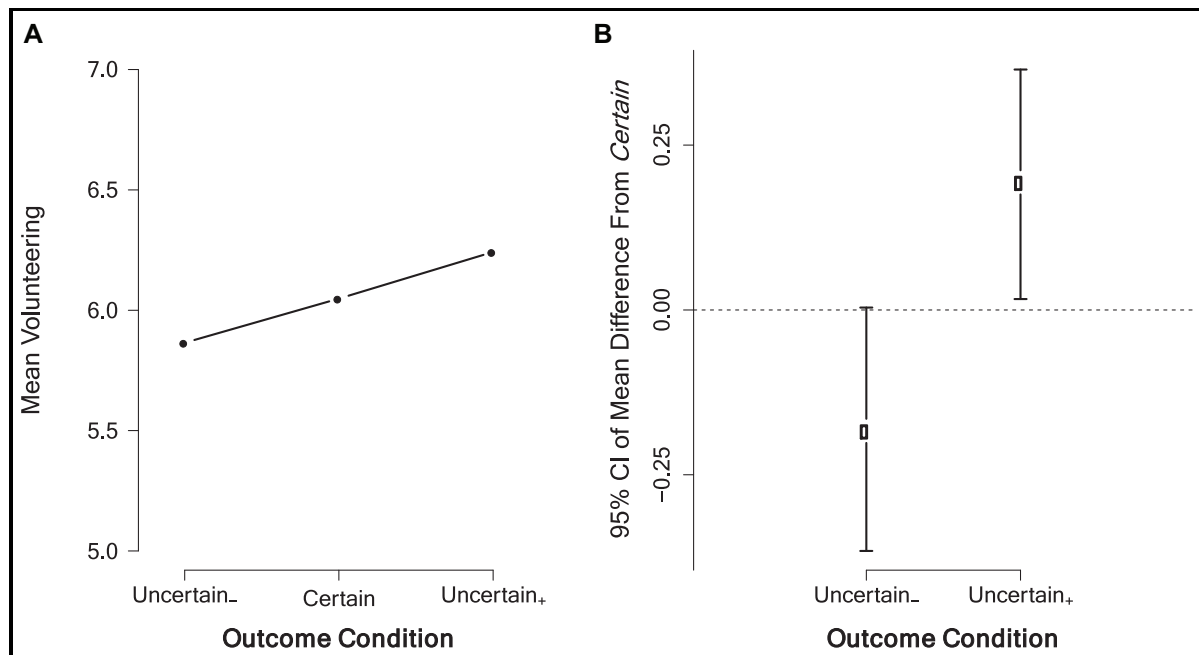 A
Mean Volunteering
7.0
6.5
6.0
5.5
5.0
Uncertain₋
Certain
Uncertain₊
Outcome Condition
B
95% CI of Mean Difference From Certain
0.25
0.00
−0.25
Uncertain₋
Uncertain₊
Outcome Condition